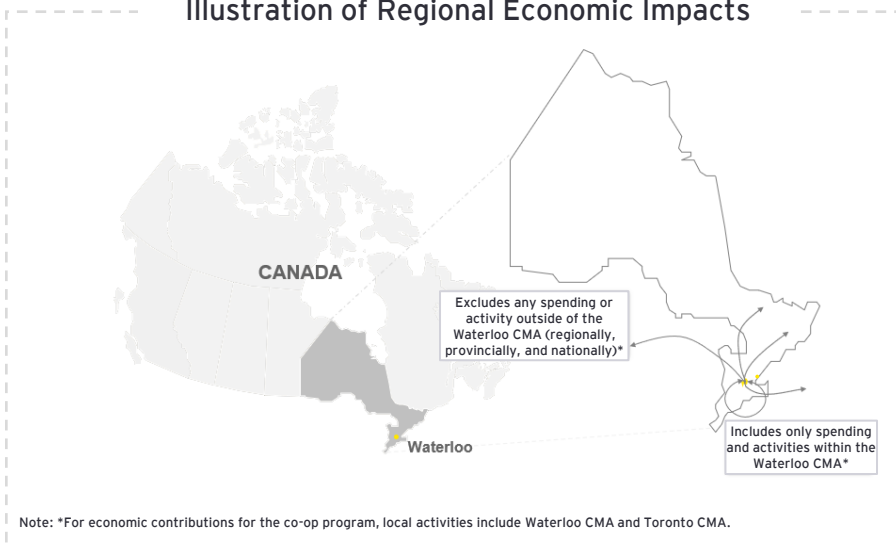 Illustration of Regional Economic Impacts
CANADA
Excludes any spending or
activity outside of the
Waterloo CMA (regionally,
provincially, and nationally)*
Includes only spending
and activities within the
Waterloo CMA*
Waterloo
Note: *For economic contributions for the co-op program, local activities include Waterloo CMA and Toronto CMA.